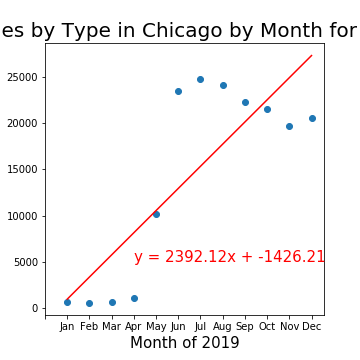 es by Type in Chicago by Month for
25000
20000
15000
10000
5000
0
y = 2392.12x + -1426.21
Jan Feb Mar Apr May Jun Jul Aug Sep Oct Nov Dec
Month of 2019